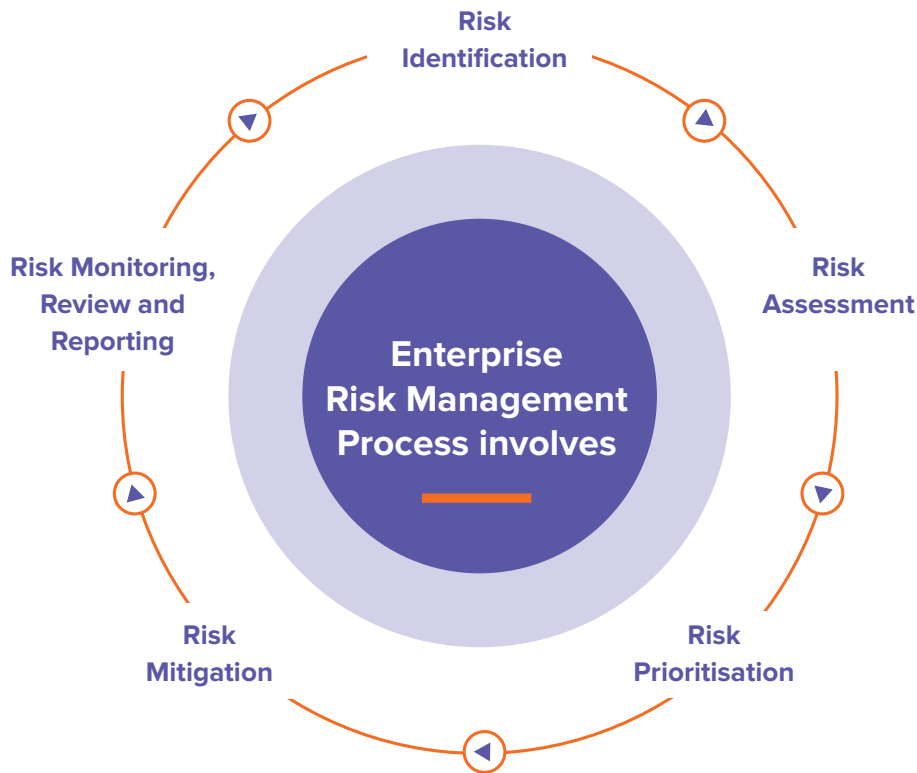 Risk
Identification
Risk
Assessment
Risk
Prioritisation
Risk
Mitigation
Risk Monitoring,
Review and
Reporting
Enterprise
Risk Management
Process involves